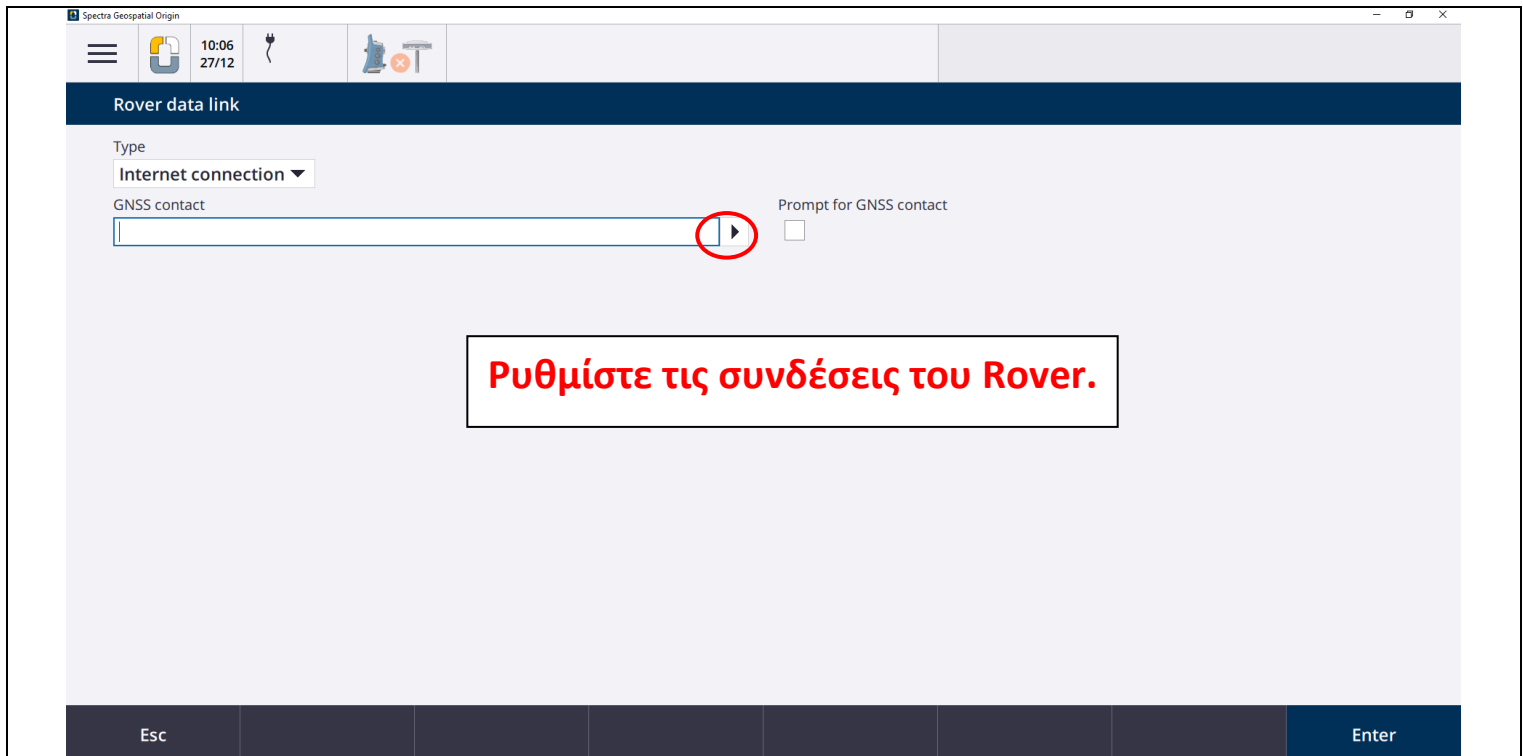 Spectra Geospatial Origin
10:06
27/12
Rover data link
Type
Internet connection
GNSS contact
Prompt for GNSS contact
Ρυθμίστε τις συνδέσεις του Rover.
Esc
Enter